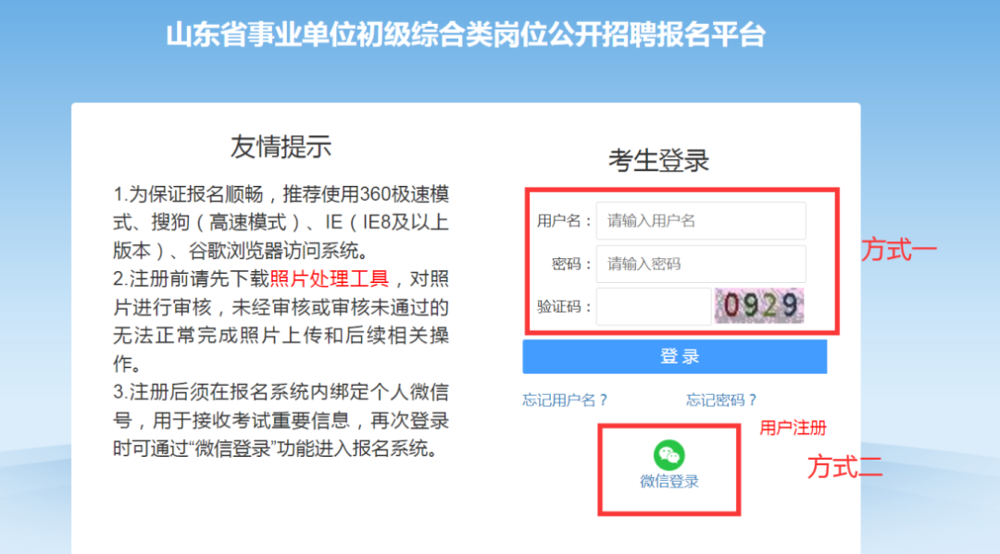 山东省事业单位初级综合类岗位公开招聘报名平台
友情提示
1.为保证报名顺畅，推荐使用360极速模
式、搜狗（高速模式）、IE（IE8及以上
版本）、谷歌浏览器访问系统。
2.注册前请先下载照片处理工具，对照
片进行审核，未经审核或审核未通过的
无法正常完成照片上传和后续相关操
作。
3.注册后须在报名系统内绑定个人微信
号，用于接收考试重要信息，再次登录
时可通过“微信登录”功能进入报名系统。
考生登录
用户名： 请输入用户名
密码： 请输入密码
验证码： 0929
方式一
登 录
忘记用户名？ 忘记密码？
用户注册
微信登录
方式二